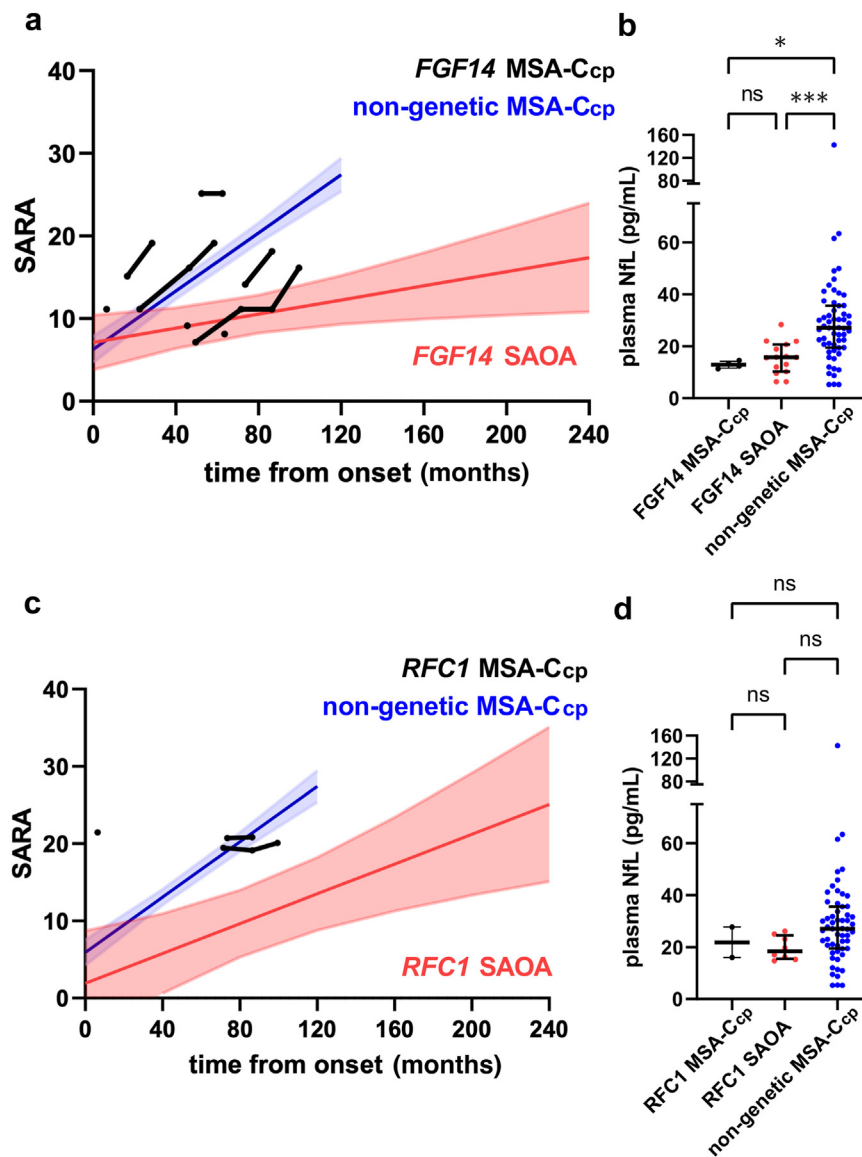 a
FGF14 MSA-Ccp
non-genetic MSA-Ccp
FGF14 SAOA
SARA
40
30
20
10
0
0 40 80 120 160 200 240
time from onset (months)
b
*
ns ***
plasma NfL (pg/mL)
160
120
80
60
40
20
0
FGF14 MSA-Ccp
FGF14 SAOA
non-genetic MSA-Ccp
c
RFC1 MSA-Ccp
non-genetic MSA-Ccp
RFC1 SAOA
SARA
40
30
20
10
0
0 40 80 120 160 200 240
time from onset (months)
d
ns
ns
ns
plasma NfL (pg/mL)
160
120
80
60
40
20
0
RFC1 MSA-Ccp
RFC1 SAOA
non-genetic MSA-Ccp